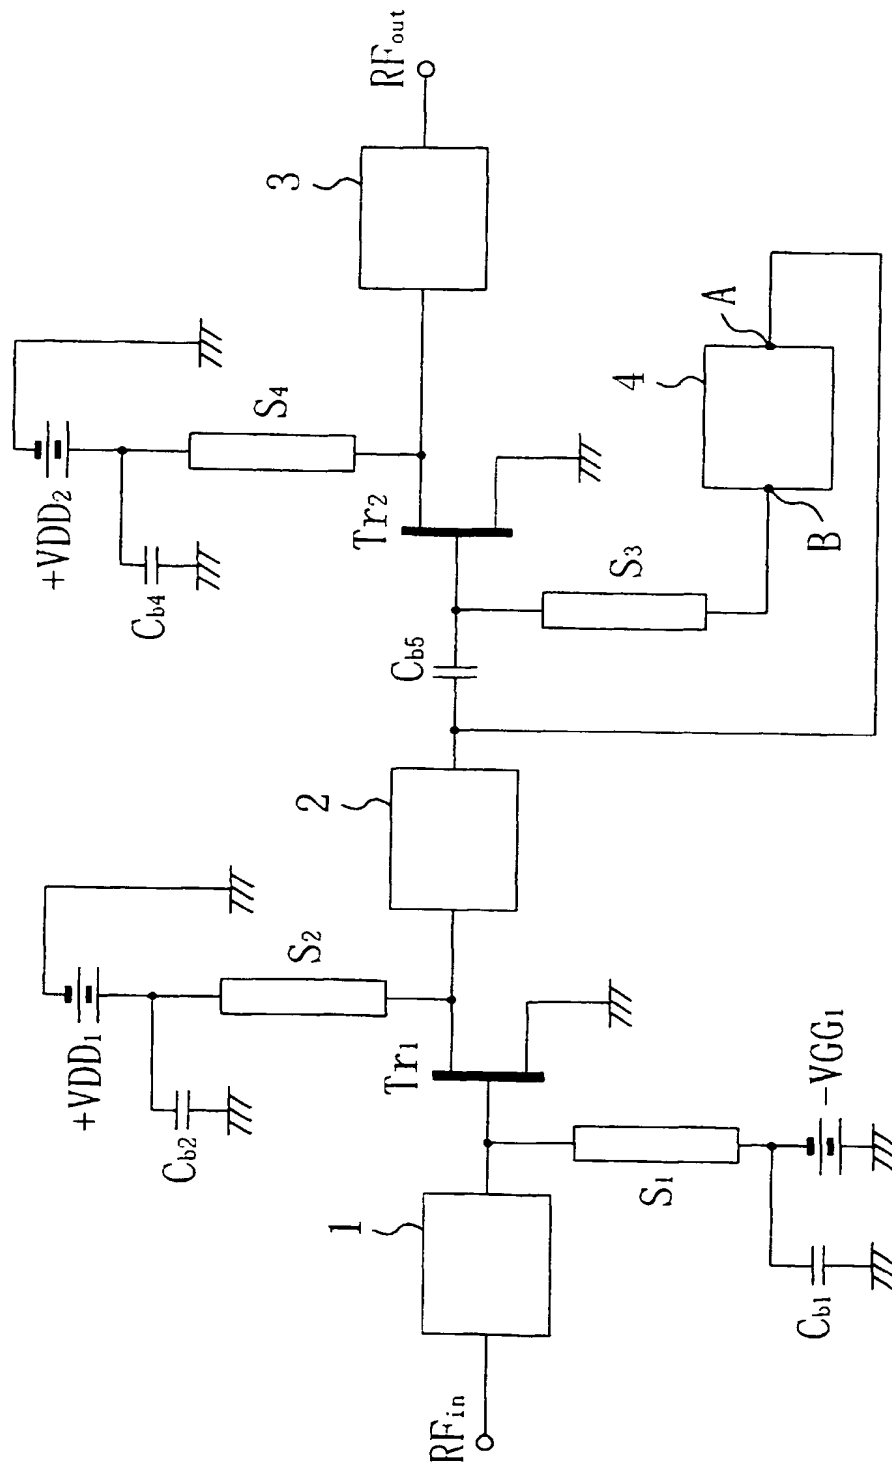 RFin
1
Cb1
S1
-VGG1
Tr1
+VDD1
Cb2
S2
2
Cb5
Tr2
+VDD2
Cb4
S4
S3
B
4
A
3
RFout